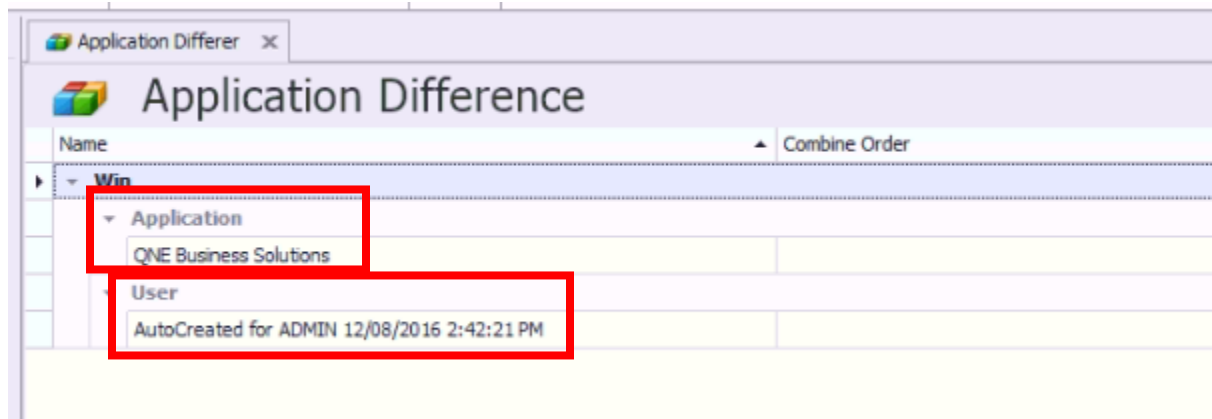 Application Differer
Application Difference
Name Combine Order
Win
Application
QNE Business Solutions
User
AutoCreated for ADMIN 12/08/2016 2:42:21 PM